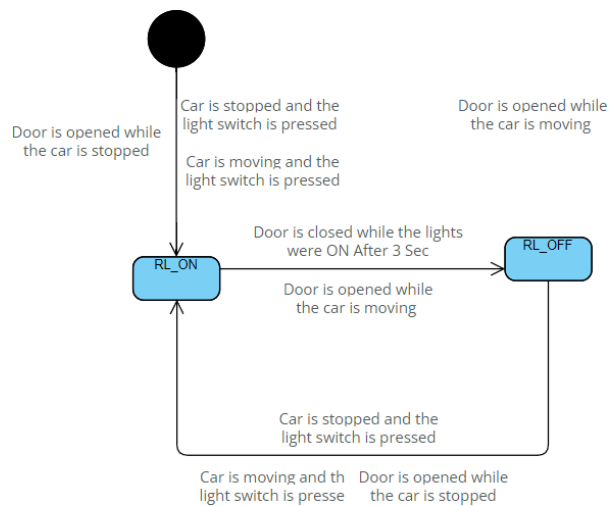 Car is stopped and the
light switch is pressed
Door is opened while
the car is moving
Door is opened while
the car is stopped
Car is moving and the
light switch is pressed
Door is closed while the lights
were ON After 3 Sec
RL_ON
RL_OFF
Door is opened while
the car is moving
Car is stopped and the
light switch is pressed
Car is moving and th
light switch is presse
Door is opened while
the car is stopped